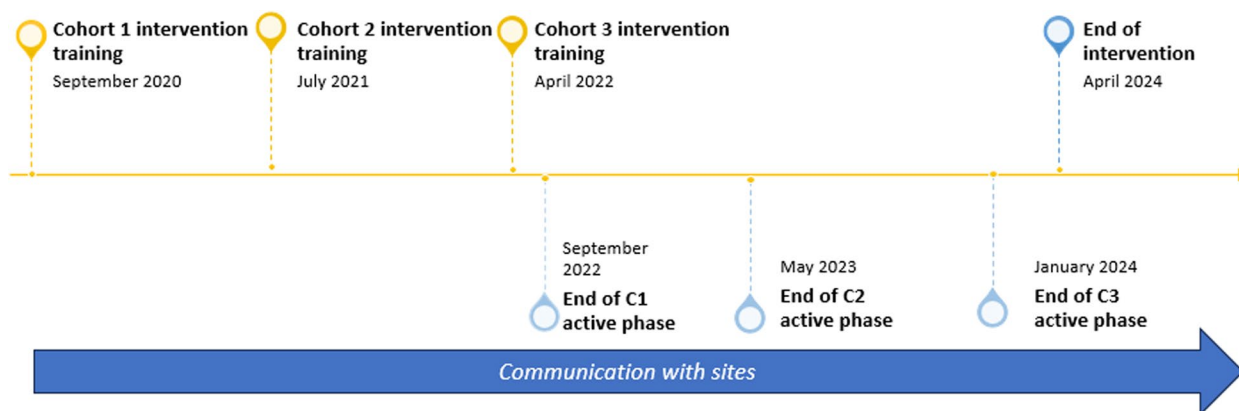 Cohort 1 intervention
training
September 2020
Cohort 2 intervention
training
July 2021
Cohort 3 intervention
training
April 2022
End of
intervention
April 2024
September
2022
End of C1
active phase
May 2023
End of C2
active phase
January 2024
End of C3
active phase
Communication with sites